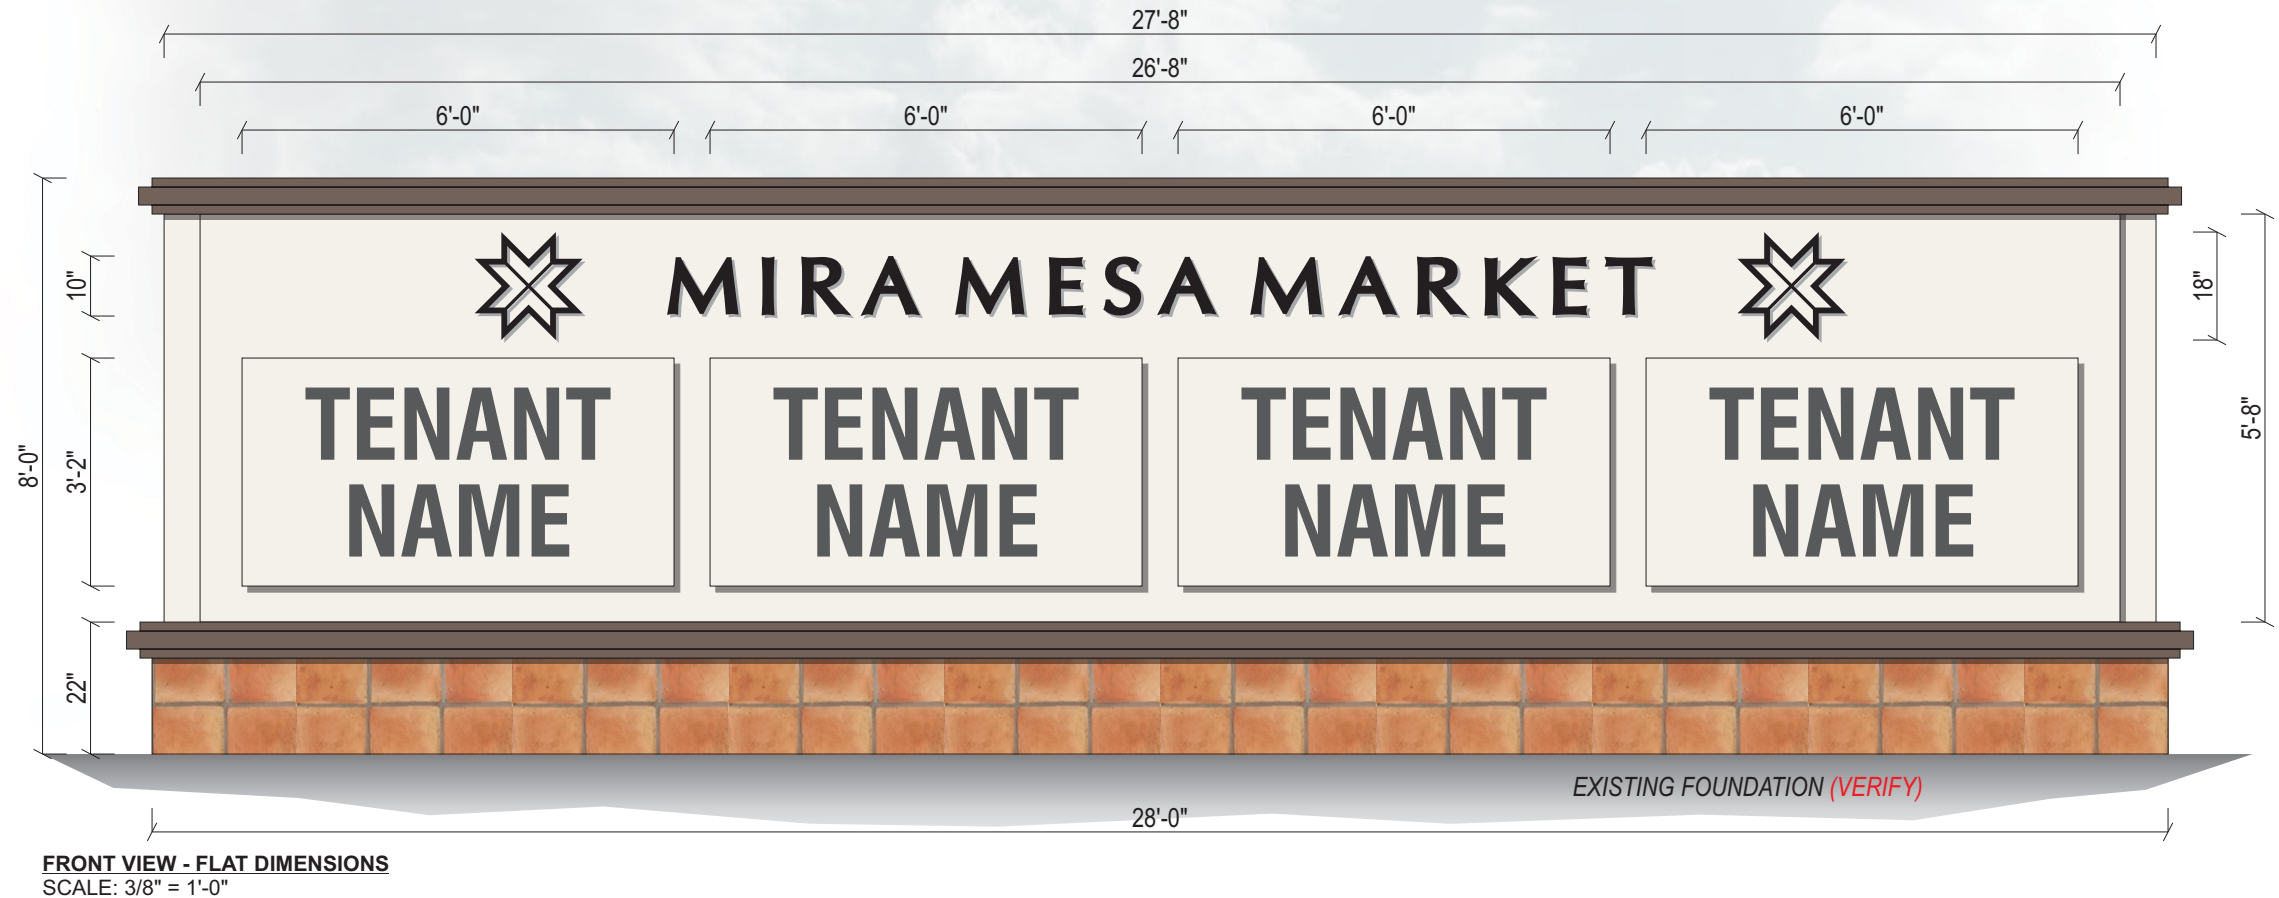 27'-8"
26'-8"
6'-0" 6'-0" 6'-0" 6'-0"
MIRA MESA MARKET
10"
18"
TENANT NAME
TENANT NAME
TENANT NAME
TENANT NAME
8'-0"
3'-2"
5'-8"
22"
EXISTING FOUNDATION (VERIFY)
28'-0"
FRONT VIEW - FLAT DIMENSIONS
SCALE: 3/8" = 1'-0"